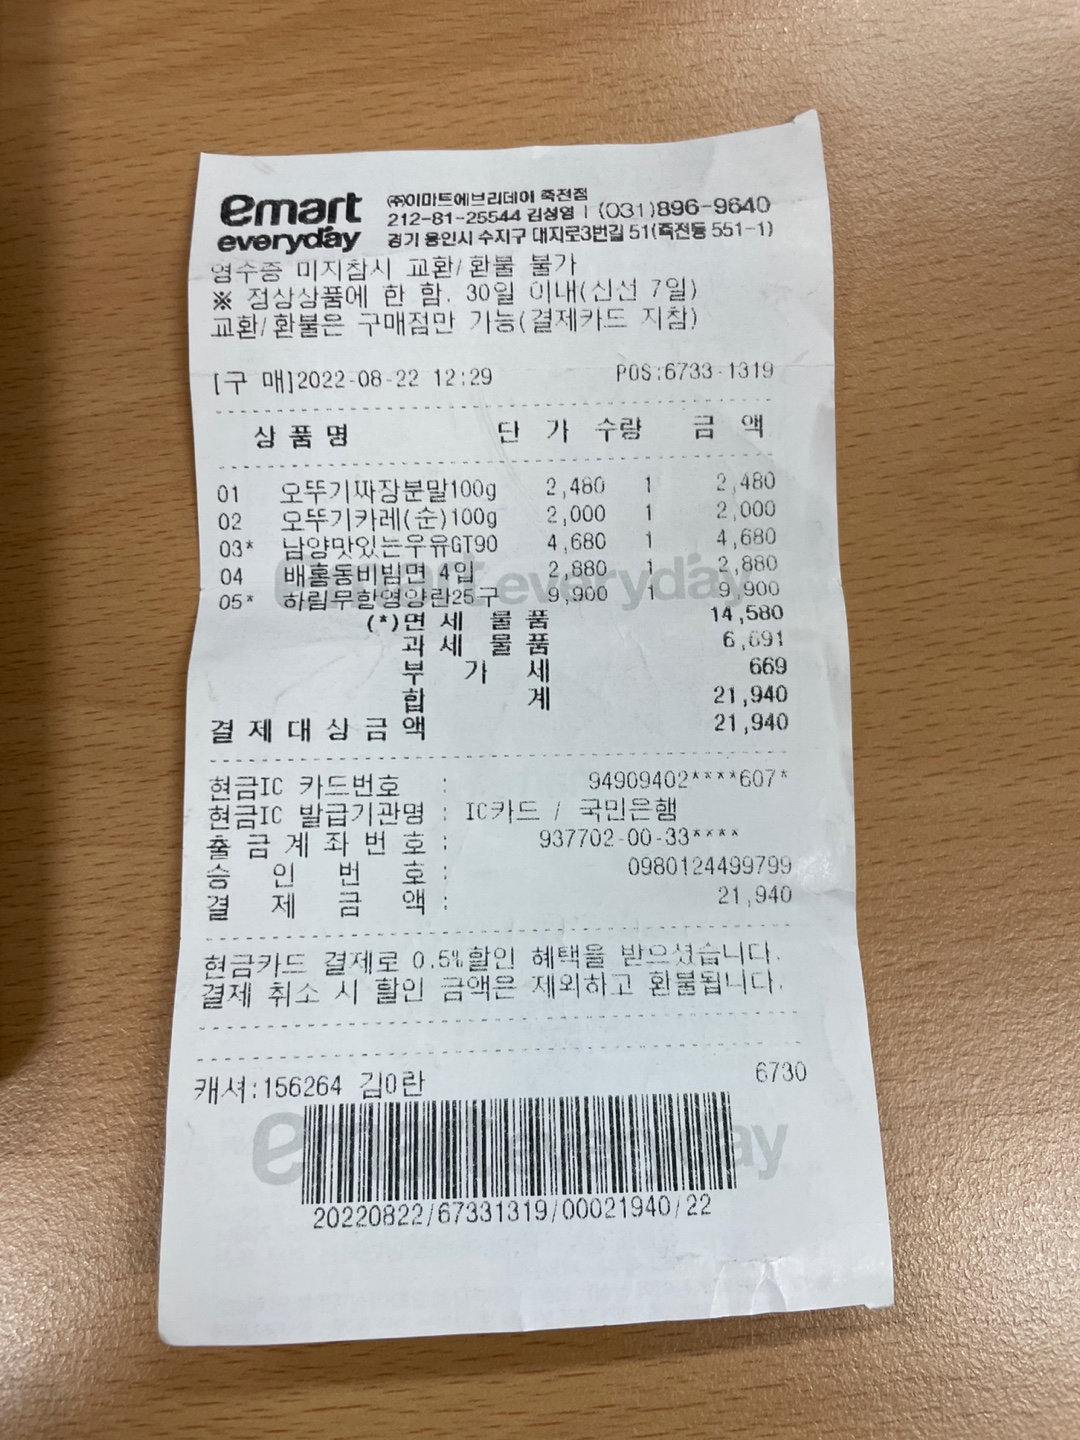 emart everyday
㈜이마트에브리데이 죽전점
212-81-25544 김성영 | (031)896-9640
경기 용인시 수지구 대지로3번길 51(죽전동 551-1)
영수증 미지참시 교환/환불 불가
※ 정상상품에 한 함. 30일 이내(신선 7일)
교환/환불은 구매점만 가능(결제카드 지참)
[구 매]2022-08-22 12:29 POS:6733-1319
상 품 명 단 가 수량 금 액
01 오뚜기짜장분말100g 2,480 1 2,480
02 오뚜기카레(순)100g 2,000 1 2,000
03* 남양맛있는우유GT90 4,680 1 4,680
04 배홍동비빔면 4입 2,880 1 2,880
05* 하림무항영양란25구 9,900 1 9,900
(*)면 세 물 품 14,580
과 세 물 품 6,691
부 가 세 669
합 계 21,940
결 제 대 상 금 액 21,940
현금IC 카드번호 : 94909402****607*
현금IC 발급기관명 : IC카드 / 국민은행
출 금 계 좌 번 호 : 937702-00-33****
승 인 번 호 : 0980124499799
결 제 금 액 : 21,940
현금카드 결제로 0.5%할인 혜택을 받으셨습니다.
결제 취소 시 할인 금액은 제외하고 환불됩니다.
캐셔:156264 김0란 6730
20220822/67331319/00021940/22